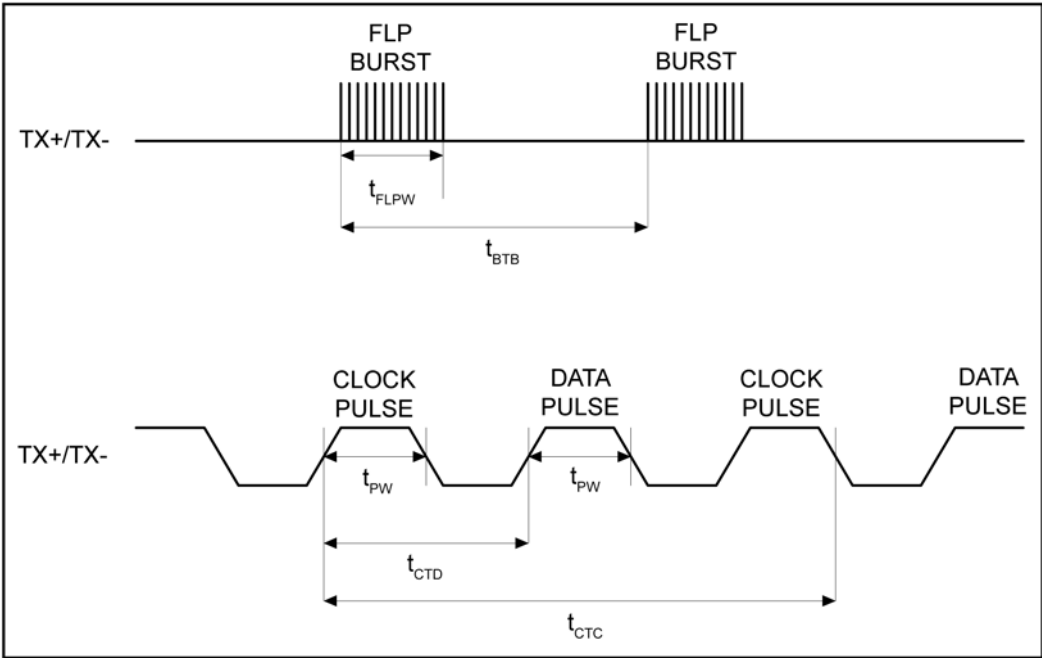 FLP
BURST
FLP
BURST
TX+/TX-
tFLPW
tBTB
CLOCK
PULSE
DATA
PULSE
CLOCK
PULSE
DATA
PULSE
TX+/TX-
tPW
tPW
tCTD
tCTC